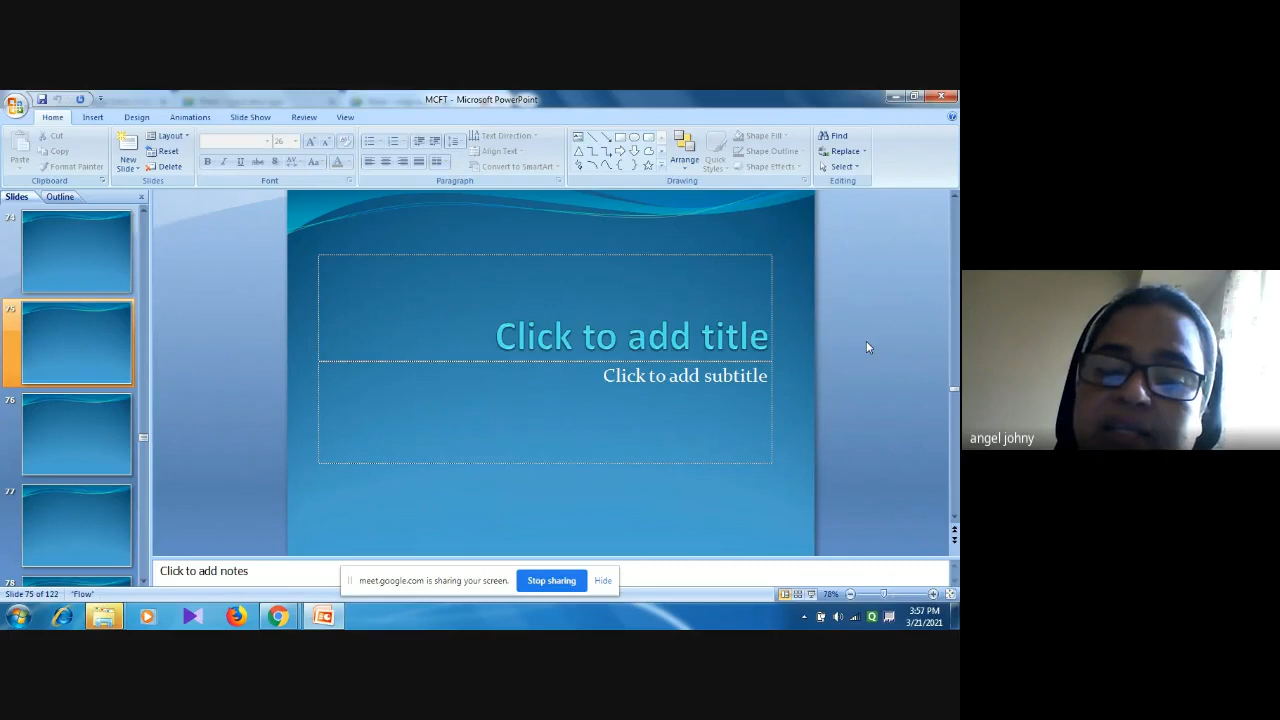 MCFT - Microsoft PowerPoint
Home Insert Design Animations Slide Show Review View
Paste
Cut
Copy
Format Painter
Clipboard
New Slide
Layout
Reset
Delete
Slides
26
B I U abc S AV Aa A
Font
Text Direction
Align Text
Convert to SmartArt
Paragraph
Arrange
Quick Styles
Shape Fill
Shape Outline
Shape Effects
Drawing
Find
Replace
Select
Editing
Slides Outline
74
75
76
77
78
Click to add title
Click to add subtitle
Click to add notes
meet.google.com is sharing your screen.
Stop sharing
Hide
Slide 75 of 122
"Flow"
78%
3:57 PM
3/21/2021
angel johny